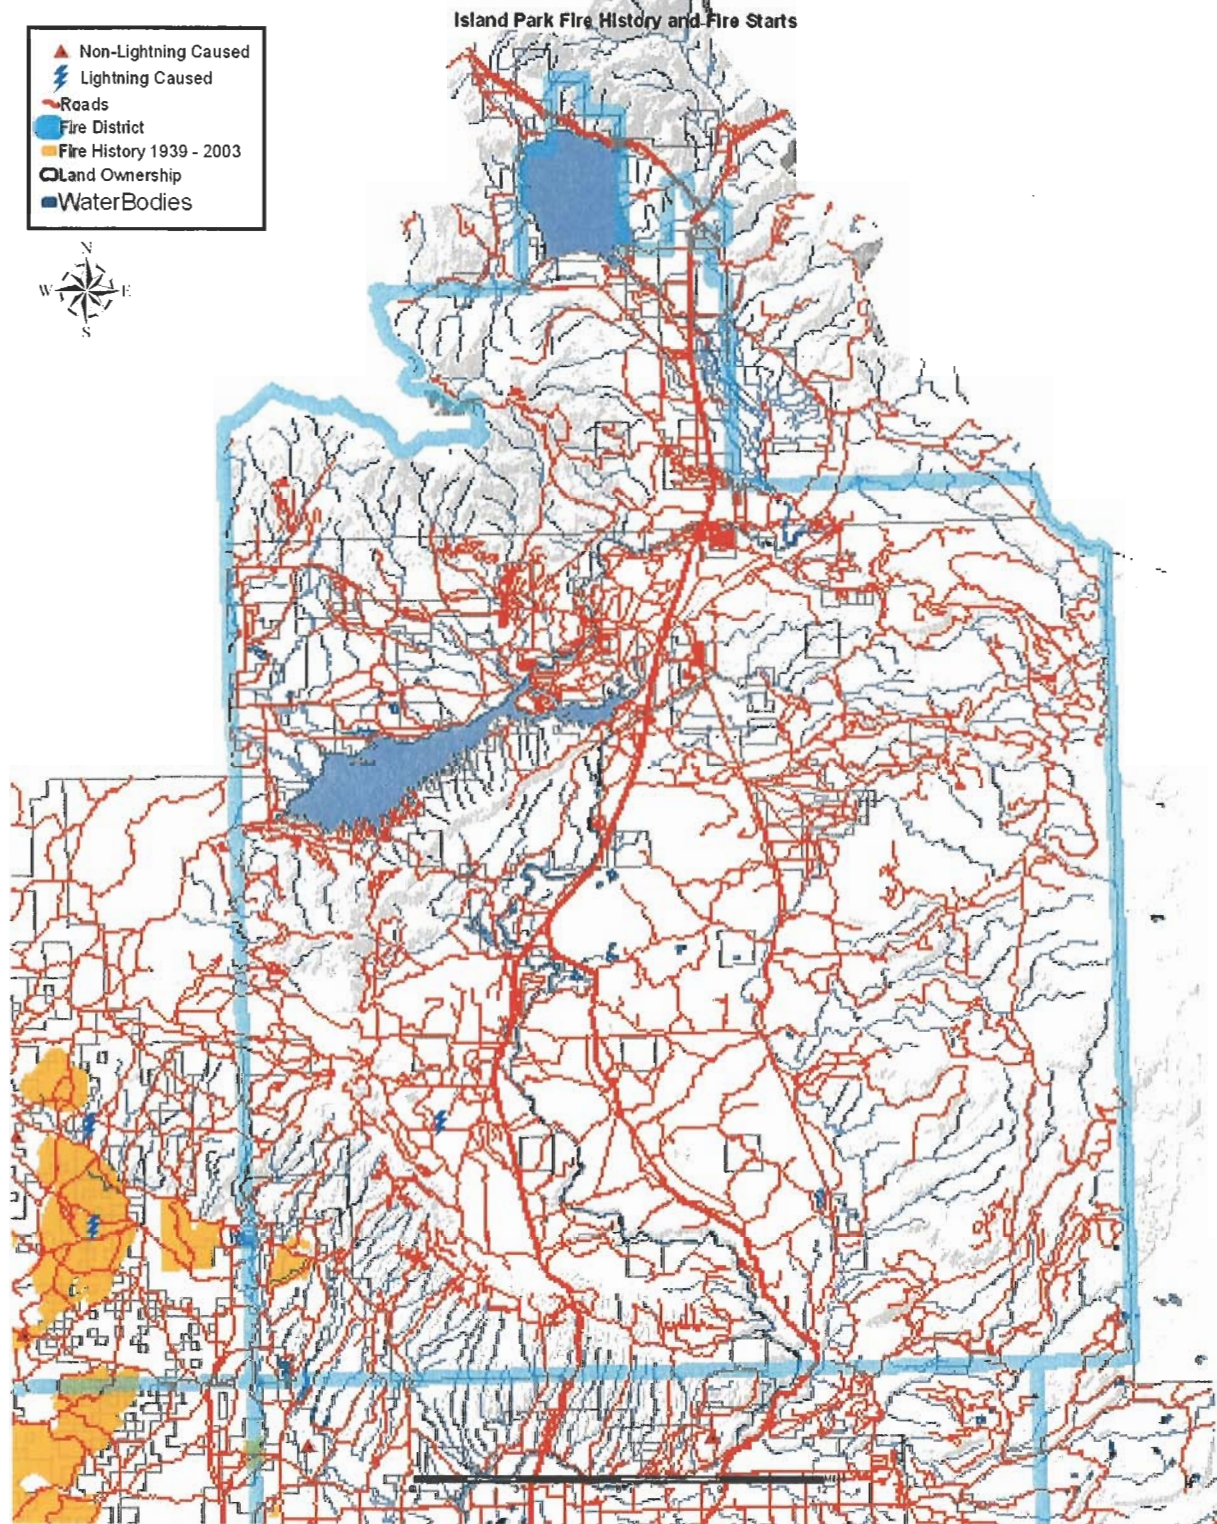 Island Park Fire History and Fire Starts
Non-Lightning Caused
Lightning Caused
Roads
Fire District
Fire History 1939 - 2003
Land Ownership
WaterBodies
N
W E
S